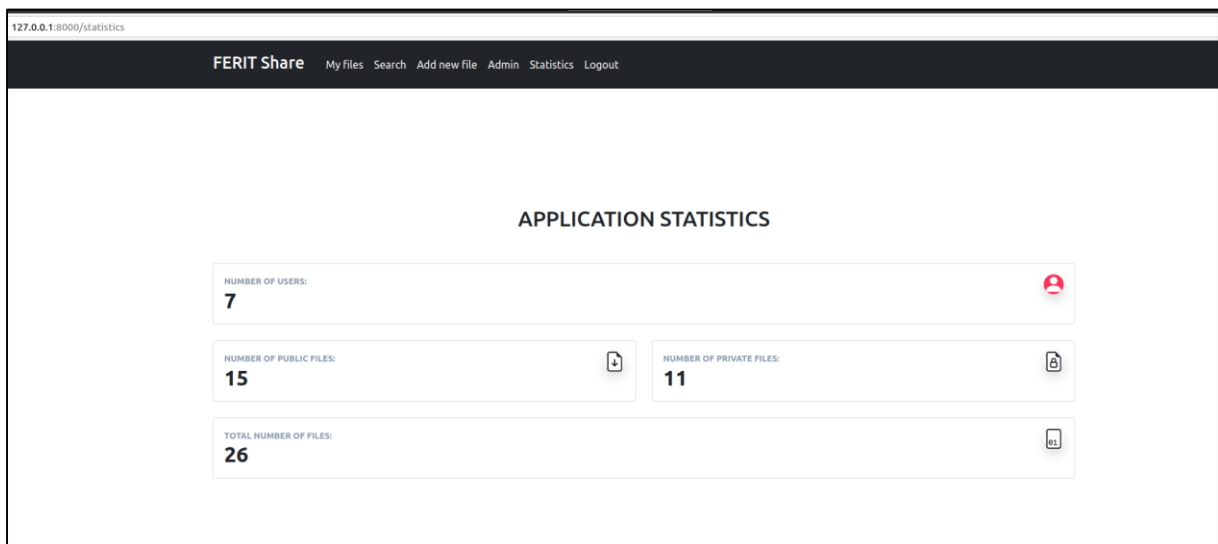 127.0.0.1:8000/statistics
FERIT Share My files Search Add new file Admin Statistics Logout
APPLICATION STATISTICS
NUMBER OF USERS:
7
NUMBER OF PUBLIC FILES:
15
NUMBER OF PRIVATE FILES:
11
TOTAL NUMBER OF FILES:
26
01